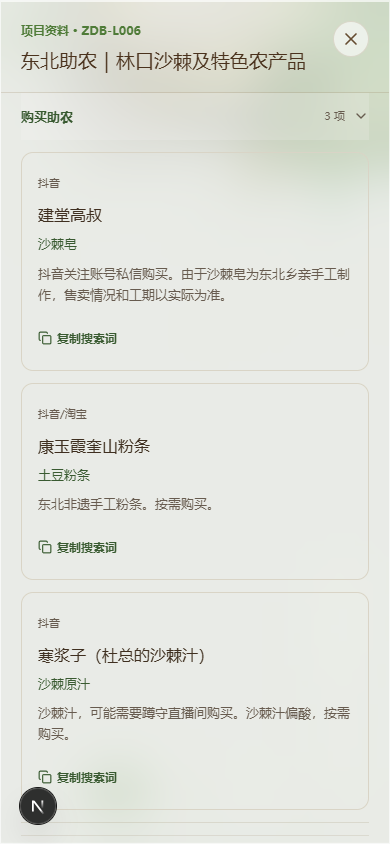 项目资料 • ZDB-L006
东北助农｜林口沙棘及特色农产品
购买助农
3 项
抖音
建堂高叔
沙棘皂
抖音关注账号私信购买。由于沙棘皂为东北乡亲手工制
作，售卖情况和工期以实际为准。
复制搜索词
抖音/淘宝
康玉霞奎山粉条
土豆粉条
东北非遗手工粉条。按需购买。
复制搜索词
抖音
寒浆子（杜总的沙棘汁）
沙棘原汁
沙棘汁，可能需要蹲守直播间购买。沙棘汁偏酸，按需
购买。
复制搜索词
N